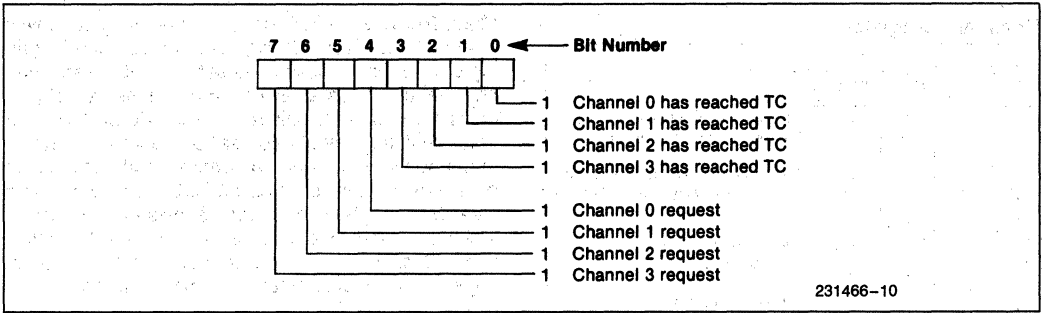 7 6 5 4 3 2 1 0 Bit Number
1 Channel 0 has reached TC
1 Channel 1 has reached TC
1 Channel 2 has reached TC
1 Channel 3 has reached TC
1 Channel 0 request
1 Channel 1 request
1 Channel 2 request
1 Channel 3 request
231466–10